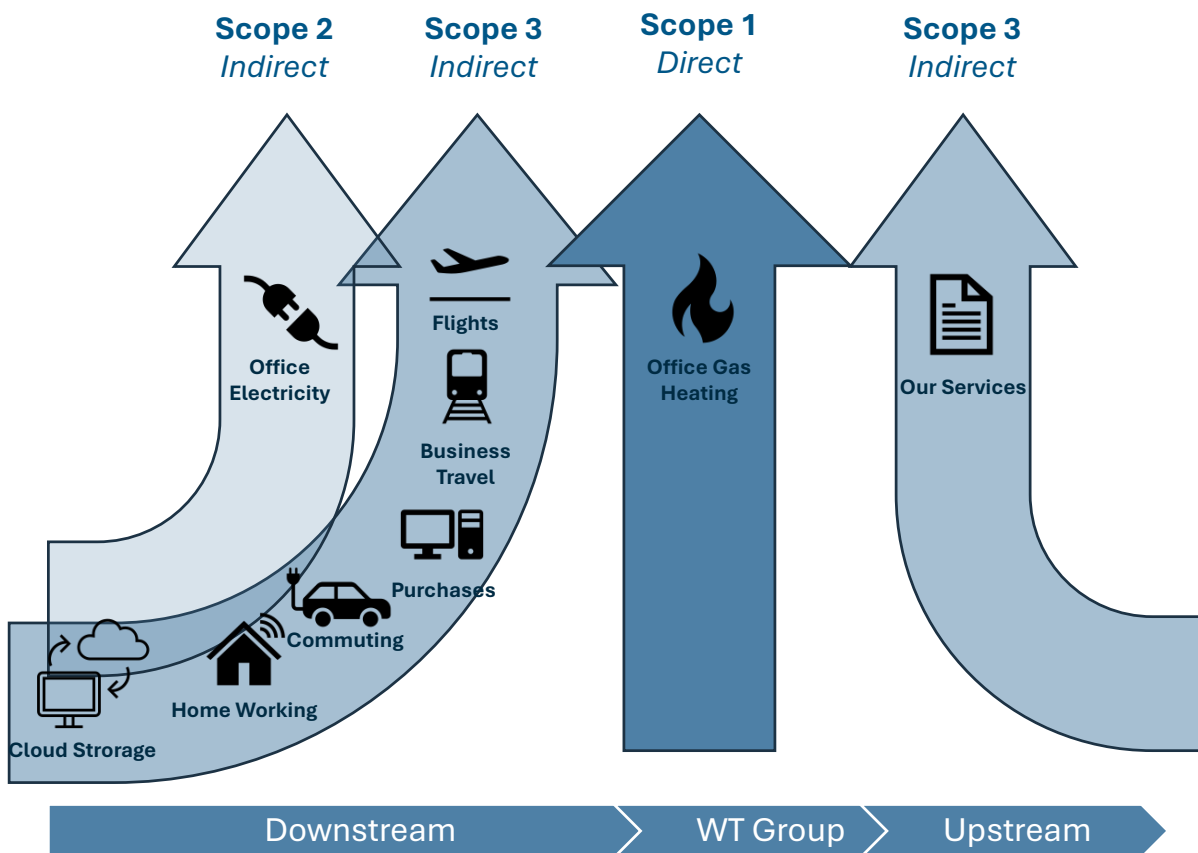 Scope 2
Indirect
Scope 3
Indirect
Scope 1
Direct
Scope 3
Indirect
Office
Electricity
Flights
Business
Travel
Purchases
Commuting
Home Working
Cloud Strorage
Office Gas
Heating
Our Services
Downstream
WT Group
Upstream